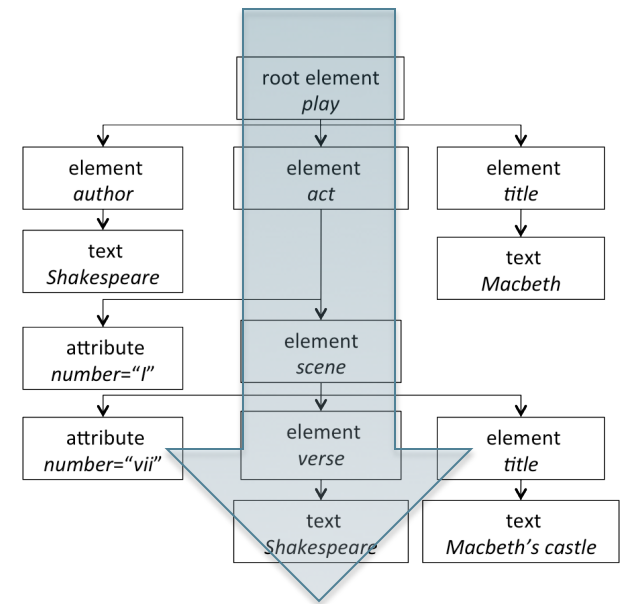 root element
play
element
author
element
act
element
title
text
Shakespeare
text
Macbeth
attribute
number=“I”
element
scene
attribute
number=“vii”
element
verse
element
title
text
Shakespeare
text
Macbeth’s castle